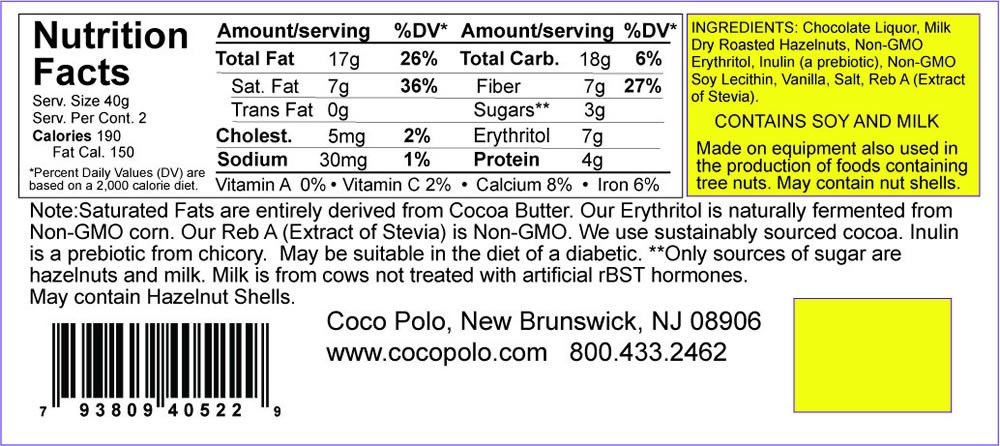 Nutrition
Facts
Serv. Size 40g
Serv. Per Cont. 2
Calories 190
Fat Cal. 150
*Percent Daily Values (DV) are
based on a 2,000 calorie diet.
Amount/serving %DV* Amount/serving %DV*
Total Fat 17g 26% Total Carb. 18g 6%
Sat. Fat 7g 36% Fiber 7g 27%
Trans Fat 0g Sugars** 3g
Cholest. 5mg 2% Erythritol 7g
Sodium 30mg 1% Protein 4g
Vitamin A 0% • Vitamin C 2% • Calcium 8% • Iron 6%
INGREDIENTS: Chocolate Liquor, Milk
Dry Roasted Hazelnuts, Non-GMO
Erythritol, Inulin (a prebiotic), Non-GMO
Soy Lecithin, Vanilla, Salt, Reb A (Extract
of Stevia).
CONTAINS SOY AND MILK
Made on equipment also used in
the production of foods containing
tree nuts. May contain nut shells.
Note:Saturated Fats are entirely derived from Cocoa Butter. Our Erythritol is naturally fermented from
Non-GMO corn. Our Reb A (Extract of Stevia) is Non-GMO. We use sustainably sourced cocoa. Inulin
is a prebiotic from chicory. May be suitable in the diet of a diabetic. **Only sources of sugar are
hazelnuts and milk. Milk is from cows not treated with artificial rBST hormones.
May contain Hazelnut Shells.
Coco Polo, New Brunswick, NJ 08906
www.cocopolo.com 800.433.2462
7 93809 40522 9